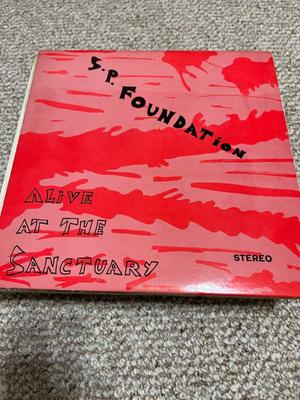 S.P. FOUNDATiON
ALiVE
AT THE
SANCTUARY
STEREO